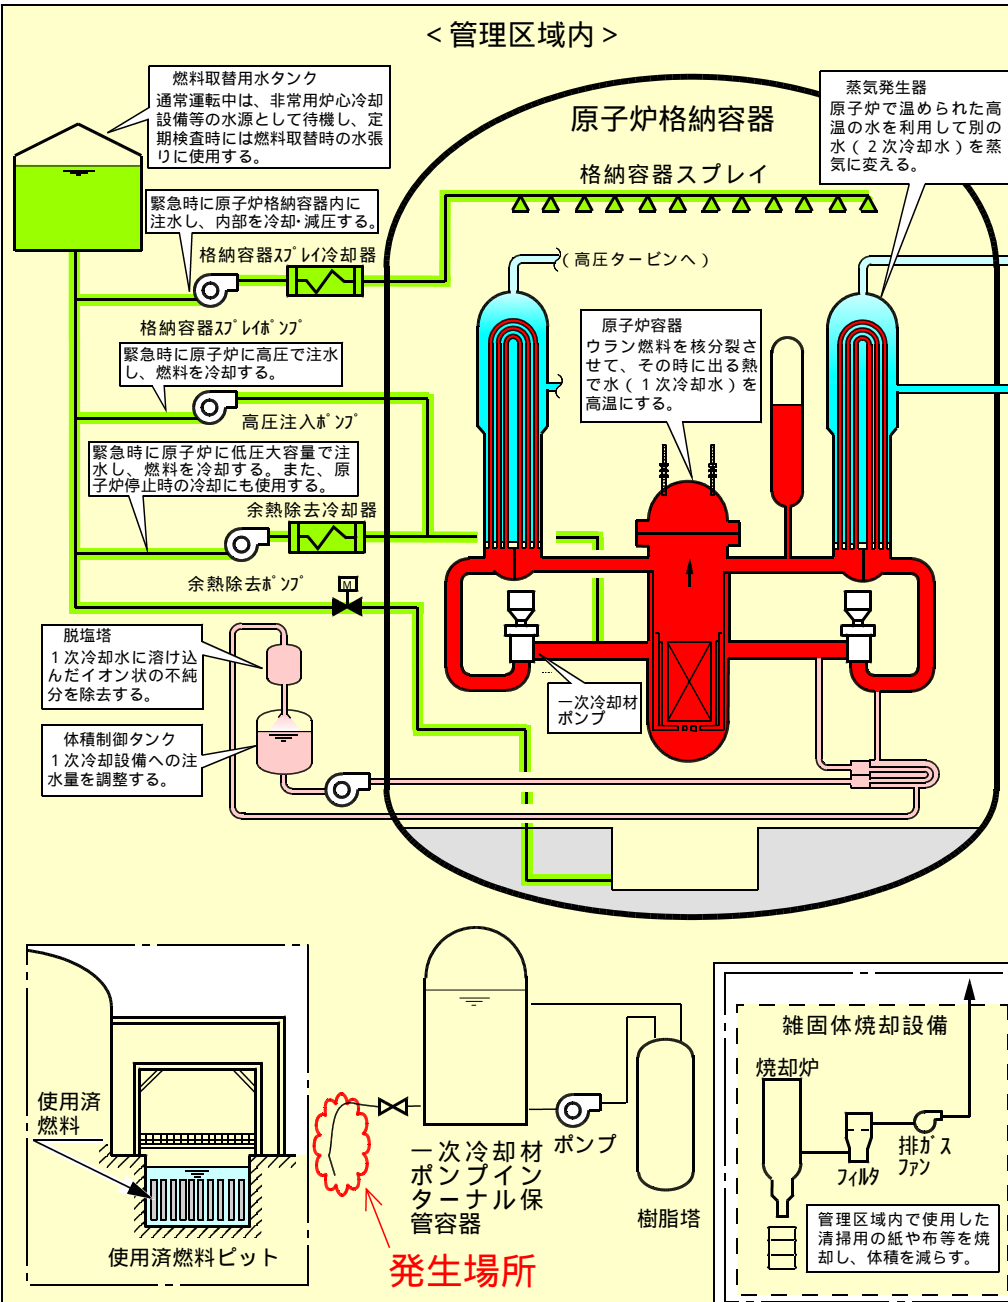 ＜管理区域内＞
燃料取替用水タンク
通常運転中は、非常用炉心冷却
設備等の水源として待機し、定
期検査時には燃料取替時の水張
りに使用する。
原子炉格納容器
蒸気発生器
原子炉で温められた高
温の水を利用して別の
水（２次冷却水）を蒸
気に変える。
格納容器スプレイ
緊急時に原子炉格納容器内に
注水し、内部を冷却・減圧する。
格納容器ｽﾌﾟﾚｲ冷却器
（高圧タービンへ）
格納容器ｽﾌﾟﾚｲﾎﾟﾝﾌﾟ
緊急時に原子炉に高圧で注水
し、燃料を冷却する。
高圧注入ﾎﾟﾝﾌﾟ
原子炉容器
ウラン燃料を核分裂さ
せて、その時に出る熱
で水（１次冷却水）を
高温にする。
緊急時に原子炉に低圧大容量で注
水し、燃料を冷却する。また、原
子炉停止時の冷却にも使用する。
余熱除去冷却器
余熱除去ﾎﾟﾝﾌﾟ
M
脱塩塔
１次冷却水に溶け込
んだイオン状の不純
分を除去する。
一次冷却材
ポンプ
体積制御タンク
１次冷却設備への注
水量を調整する。
使用済
燃料
使用済燃料ピット
一次冷却材
ポンプイン
ターナル保
管容器
ポンプ
樹脂塔
発生場所
雑固体焼却設備
焼却炉
ﾌｨﾙﾀ
排ｶﾞｽ
ﾌｧﾝ
管理区域内で使用した
清掃用の紙や布等を焼
却し、体積を減らす。